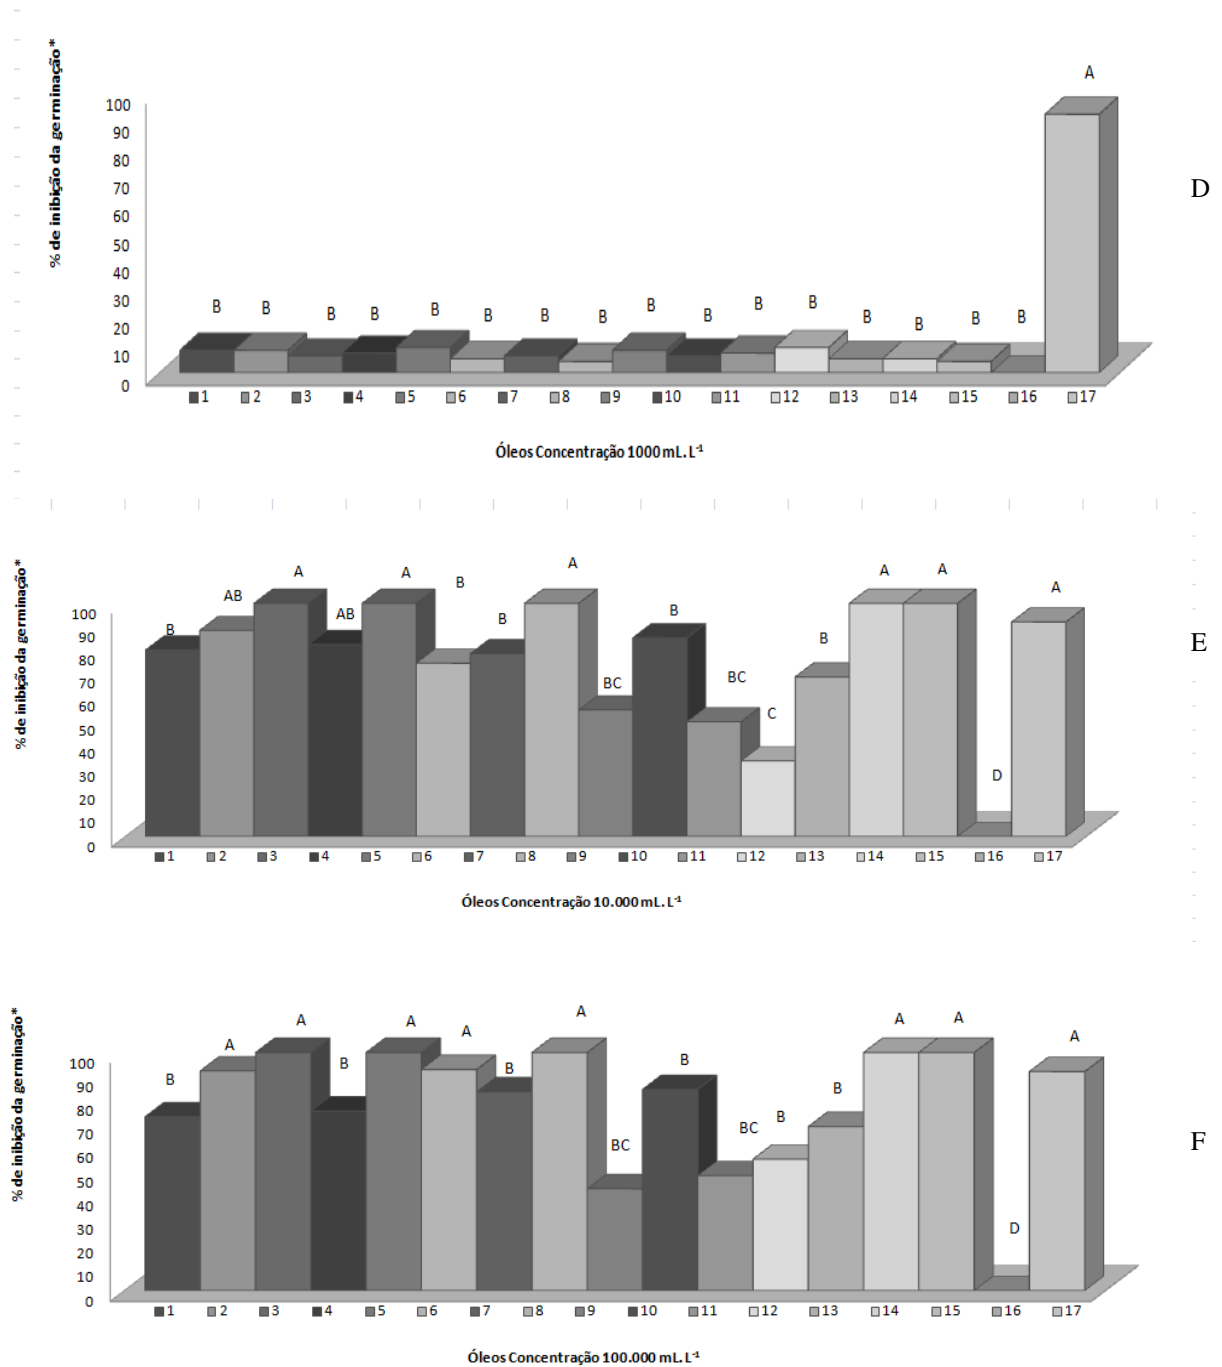 % de inibição da germinação*
A
100
90
80
70
60
50
40
30
20
10
0
B B B B B B B B B B B B B B B B
1 2 3 4 5 6 7 8 9 10 11 12 13 14 15 16 17
Óleos Concentração 1000 mL.L⁻¹
D
% de inibição da germinação*
100
90
80
70
60
50
40
30
20
10
0
B AB A AB A B B A BC B BC C B A A D A
1 2 3 4 5 6 7 8 9 10 11 12 13 14 15 16 17
Óleos Concentração 10.000 mL.L⁻¹
E
% de inibição da germinação*
100
90
80
70
60
50
40
30
20
10
0
B A A B A A B A BC B BC B B A A D A
1 2 3 4 5 6 7 8 9 10 11 12 13 14 15 16 17
Óleos Concentração 100.000 mL.L⁻¹
F